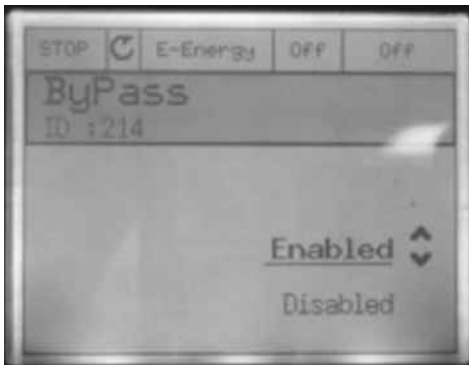 STOP E-Energy Off Off
ByPass
ID :214
Enabled
Disabled